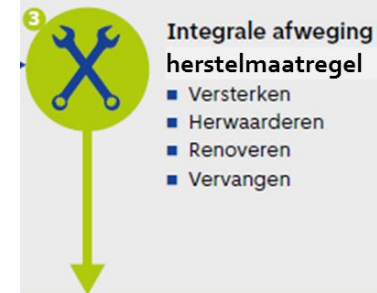 3
Integrale afweging
herstelmaatregel
Versterken
Herwaarderen
Renoveren
Vervangen